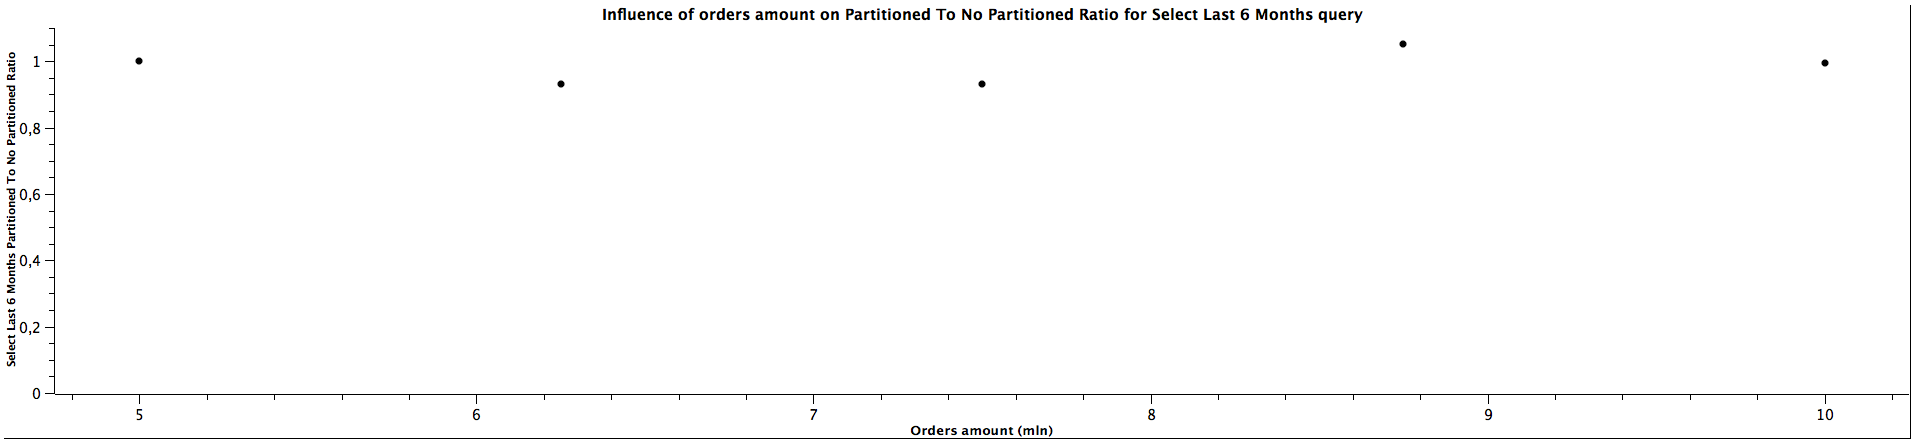 Influence of orders amount on Partitioned To No Partitioned Ratio for Select Last 6 Months query
Select Last 6 Months Partitioned To No Partitioned Ratio
1
0,8
0,6
0,4
0,2
0
5 6 7 8 9 10
Orders amount (mln)